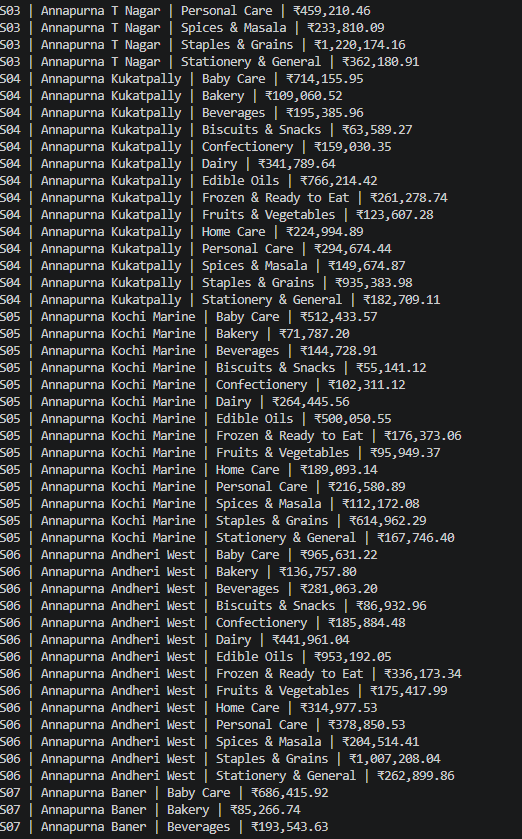 S03 | Annapurna T Nagar | Personal Care | ₹459,210.46
S03 | Annapurna T Nagar | Spices & Masala | ₹233,810.09
S03 | Annapurna T Nagar | Staples & Grains | ₹1,220,174.16
S03 | Annapurna T Nagar | Stationery & General | ₹362,180.91
S04 | Annapurna Kukatpally | Baby Care | ₹714,155.95
S04 | Annapurna Kukatpally | Bakery | ₹109,060.52
S04 | Annapurna Kukatpally | Beverages | ₹195,385.96
S04 | Annapurna Kukatpally | Biscuits & Snacks | ₹63,589.27
S04 | Annapurna Kukatpally | Confectionery | ₹159,030.35
S04 | Annapurna Kukatpally | Dairy | ₹341,789.64
S04 | Annapurna Kukatpally | Edible Oils | ₹766,214.42
S04 | Annapurna Kukatpally | Frozen & Ready to Eat | ₹261,278.74
S04 | Annapurna Kukatpally | Fruits & Vegetables | ₹123,607.28
S04 | Annapurna Kukatpally | Home Care | ₹224,994.89
S04 | Annapurna Kukatpally | Personal Care | ₹294,674.44
S04 | Annapurna Kukatpally | Spices & Masala | ₹149,674.87
S04 | Annapurna Kukatpally | Staples & Grains | ₹935,383.98
S04 | Annapurna Kukatpally | Stationery & General | ₹182,709.11
S05 | Annapurna Kochi Marine | Baby Care | ₹512,433.57
S05 | Annapurna Kochi Marine | Bakery | ₹71,787.20
S05 | Annapurna Kochi Marine | Beverages | ₹144,728.91
S05 | Annapurna Kochi Marine | Biscuits & Snacks | ₹55,141.12
S05 | Annapurna Kochi Marine | Confectionery | ₹102,311.12
S05 | Annapurna Kochi Marine | Dairy | ₹264,445.56
S05 | Annapurna Kochi Marine | Edible Oils | ₹500,050.55
S05 | Annapurna Kochi Marine | Frozen & Ready to Eat | ₹176,373.06
S05 | Annapurna Kochi Marine | Fruits & Vegetables | ₹95,949.37
S05 | Annapurna Kochi Marine | Home Care | ₹189,093.14
S05 | Annapurna Kochi Marine | Personal Care | ₹216,580.89
S05 | Annapurna Kochi Marine | Spices & Masala | ₹112,172.08
S05 | Annapurna Kochi Marine | Staples & Grains | ₹614,962.29
S05 | Annapurna Kochi Marine | Stationery & General | ₹167,746.40
S06 | Annapurna Andheri West | Baby Care | ₹965,631.22
S06 | Annapurna Andheri West | Bakery | ₹136,757.80
S06 | Annapurna Andheri West | Beverages | ₹281,063.20
S06 | Annapurna Andheri West | Biscuits & Snacks | ₹86,932.96
S06 | Annapurna Andheri West | Confectionery | ₹185,884.48
S06 | Annapurna Andheri West | Dairy | ₹441,961.04
S06 | Annapurna Andheri West | Edible Oils | ₹953,192.05
S06 | Annapurna Andheri West | Frozen & Ready to Eat | ₹336,173.34
S06 | Annapurna Andheri West | Fruits & Vegetables | ₹175,417.99
S06 | Annapurna Andheri West | Home Care | ₹314,977.53
S06 | Annapurna Andheri West | Personal Care | ₹378,850.53
S06 | Annapurna Andheri West | Spices & Masala | ₹204,514.41
S06 | Annapurna Andheri West | Staples & Grains | ₹1,007,208.04
S06 | Annapurna Andheri West | Stationery & General | ₹262,899.86
S07 | Annapurna Baner | Baby Care | ₹686,415.92
S07 | Annapurna Baner | Bakery | ₹85,266.74
S07 | Annapurna Baner | Beverages | ₹193,543.63